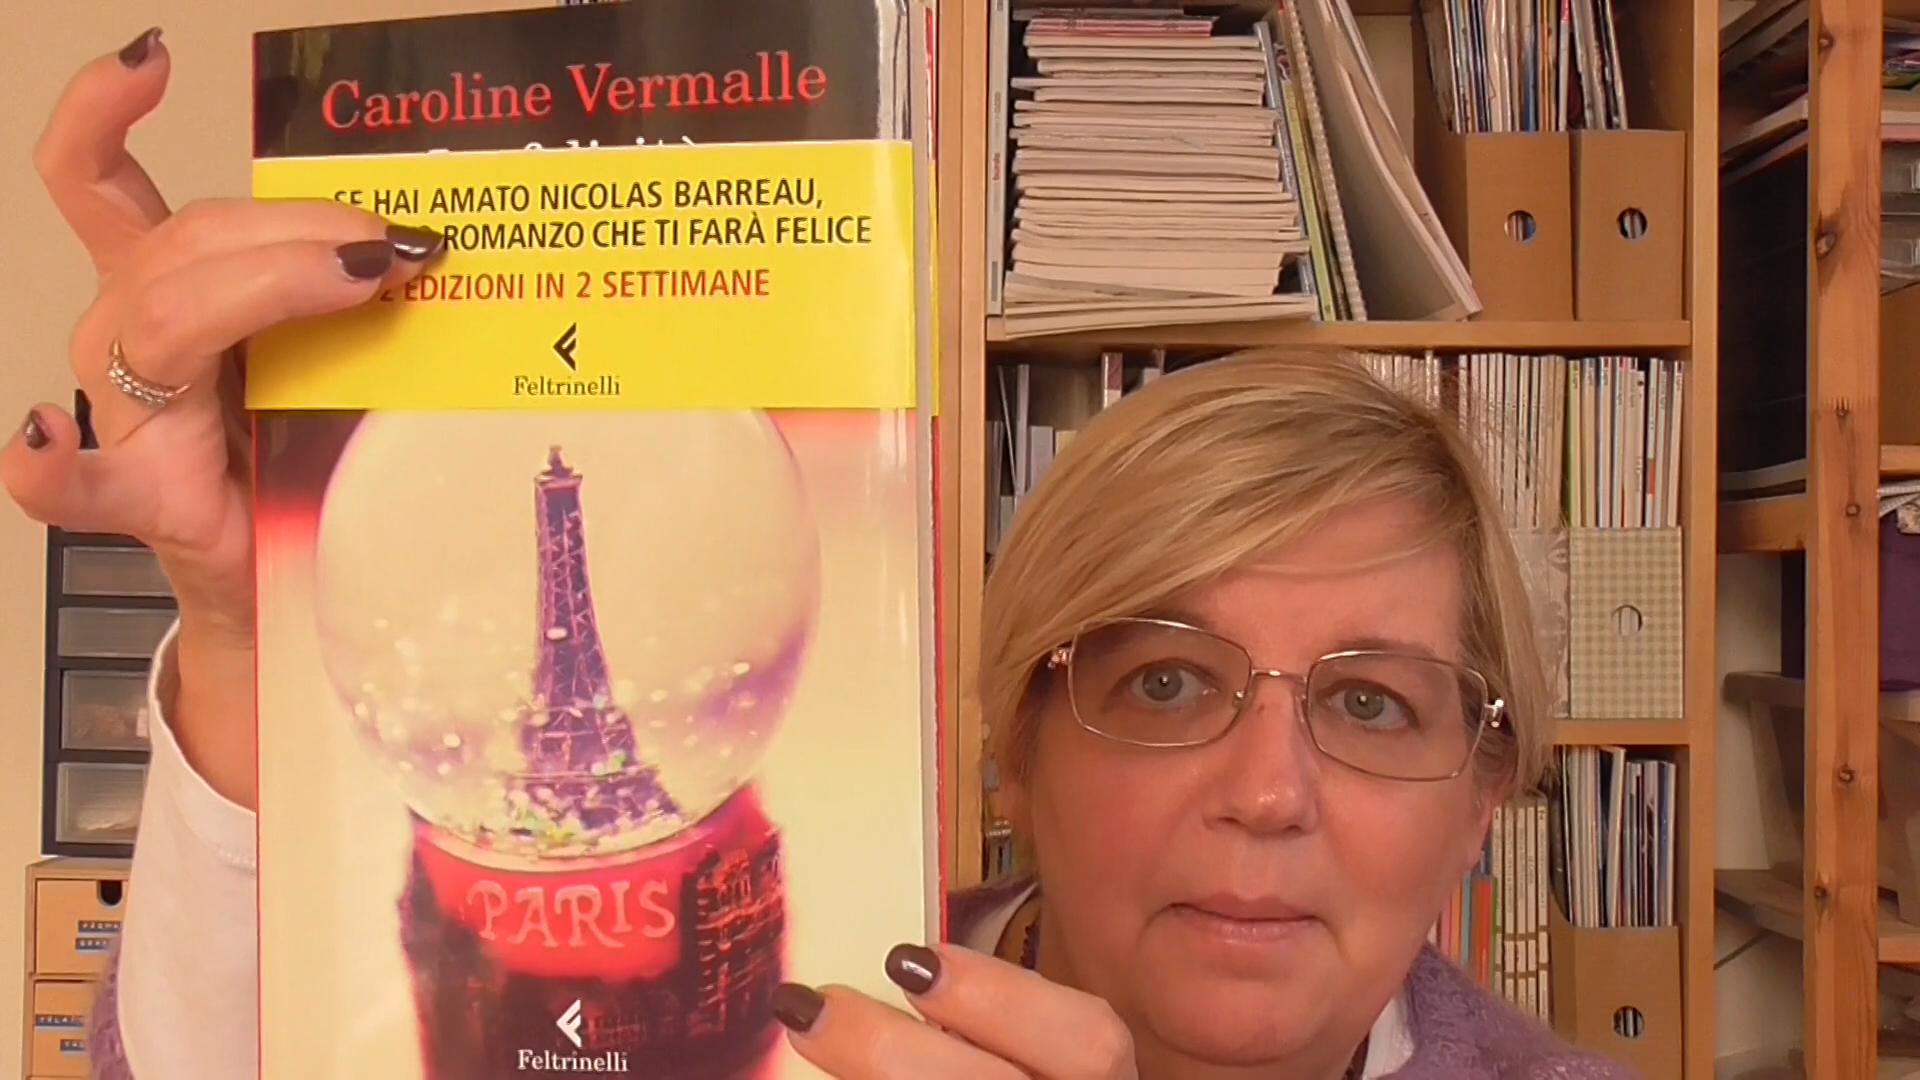 Caroline Vermalle
SE HAI AMATO NICOLAS BARREAU,
ROMANZO CHE TI FARÀ FELICE
2 EDIZIONI IN 2 SETTIMANE
Feltrinelli
PARIS
Feltrinelli